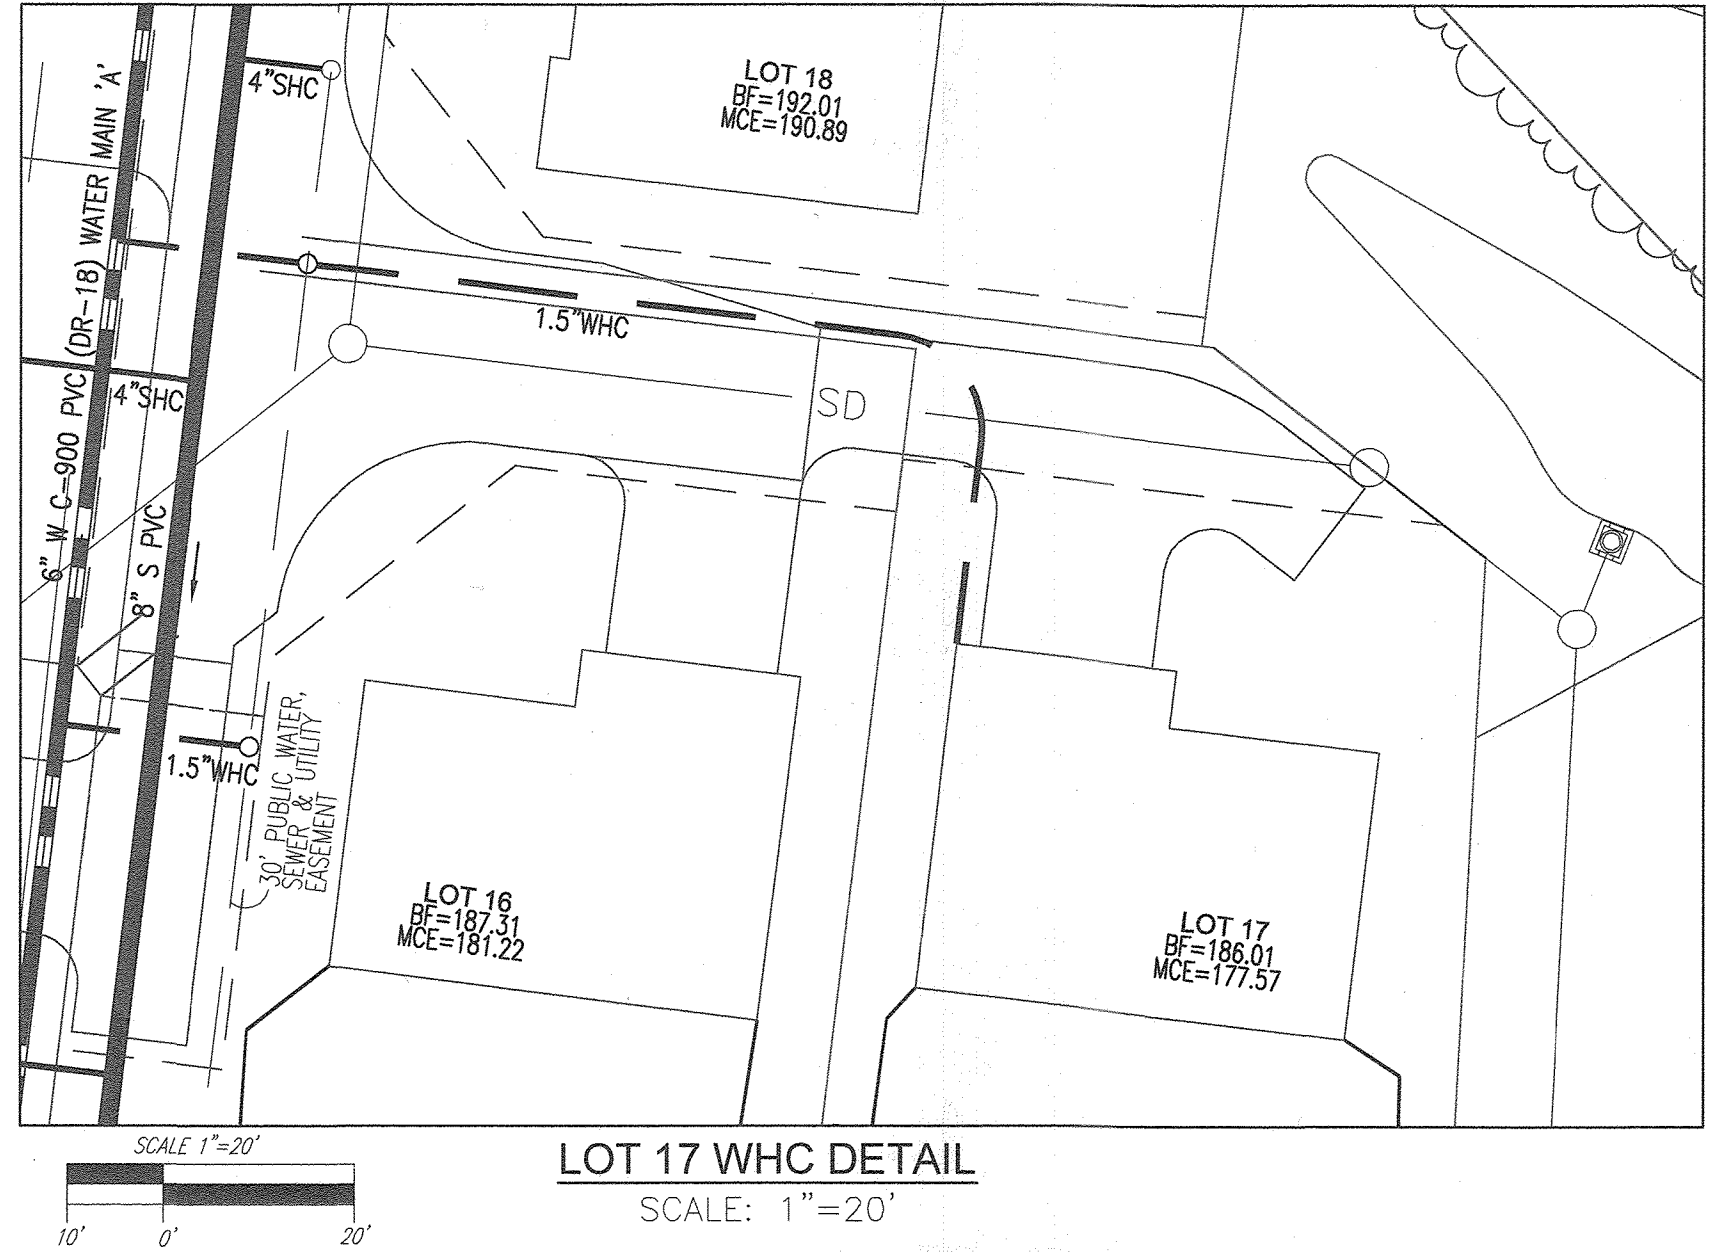 LOT 18
BF=192.01
MCE=190.89
4"SHC
6" W C-900 PVC (DR-18) WATER MAIN 'A'
1.5"WHC
4"SHC
SD
8" S PVC
1.5"WHC
30' PUBLIC WATER,
SEWER & UTILITY
EASEMENT
LOT 16
BF=187.31
MCE=181.22
LOT 17
BF=186.01
MCE=177.57
SCALE 1"=20'
10' 0' 20'
LOT 17 WHC DETAIL
SCALE: 1"=20'